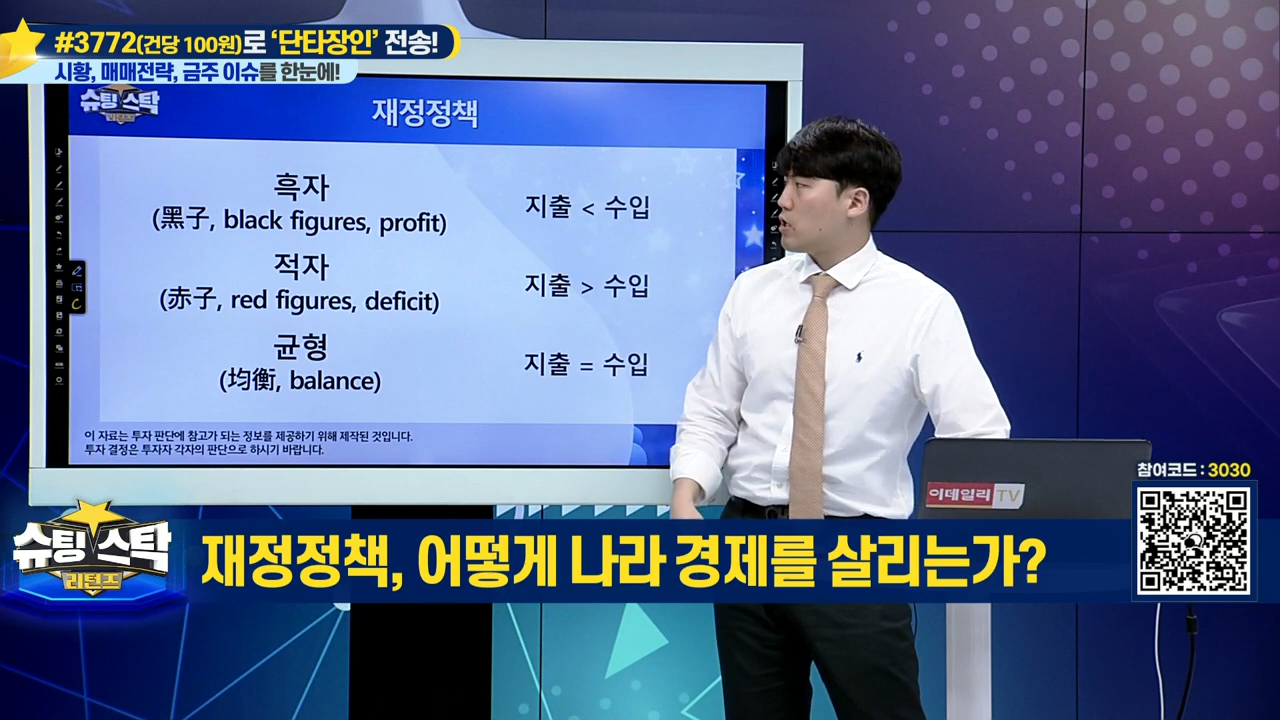 #3772(건당 100원)로 '단타장인' 전송!
시황, 매매전략, 금주 이슈를 한눈에!
슈팅 스탁
리턴즈
재정정책
흑자
(黑子, black figures, profit)
지출 < 수입
적자
(赤子, red figures, deficit)
지출 > 수입
균형
(均衡, balance)
지출 = 수입
이 자료는 투자 판단에 참고가 되는 정보를 제공하기 위해 제작된 것입니다.
투자 결정은 투자자 각자의 판단으로 하시기 바랍니다.
이데일리 TV
참여코드 : 3030
슈팅 스탁
리턴즈
재정정책, 어떻게 나라 경제를 살리는가?